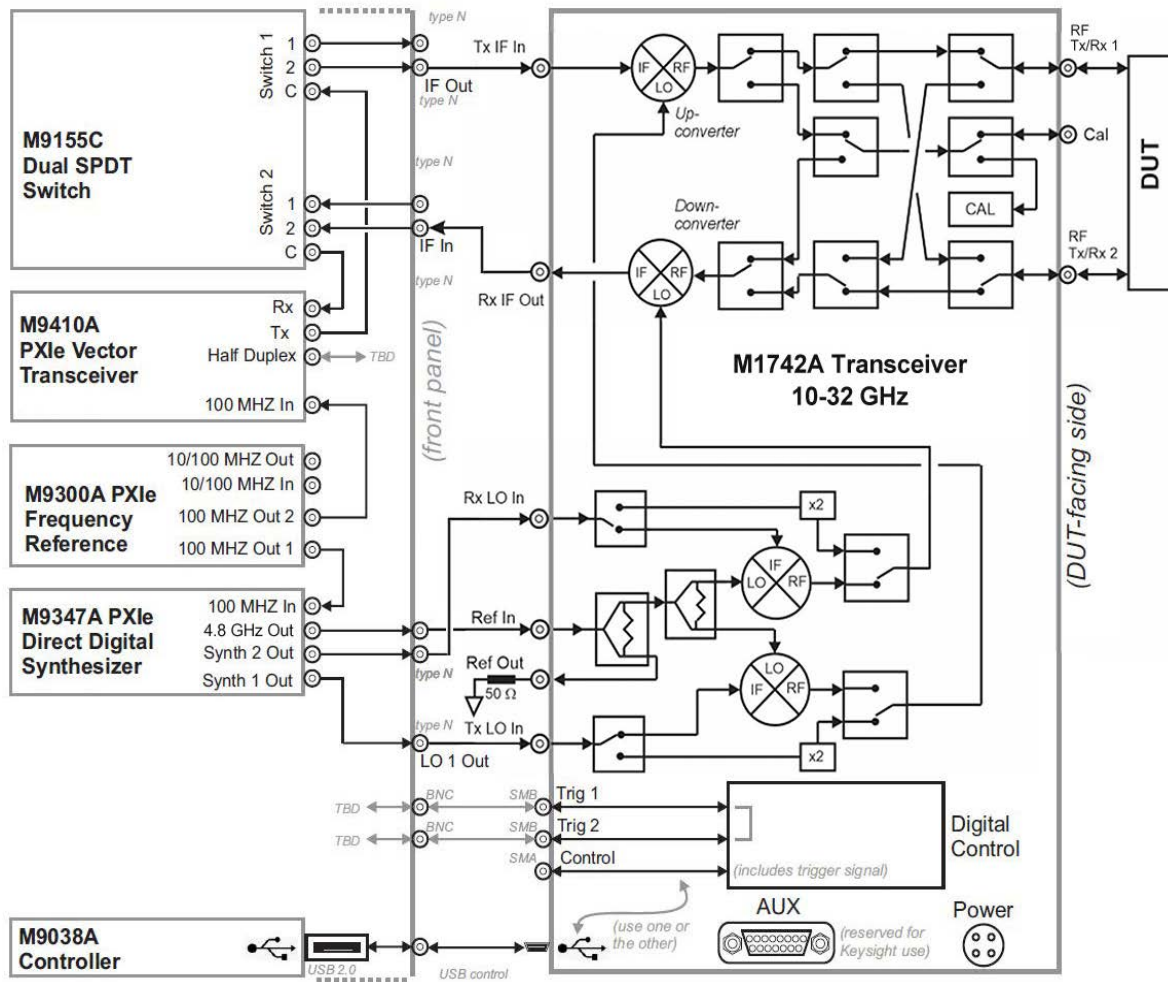 M9155C
Dual SPDT
Switch
Switch 1
1
2
C
Switch 2
1
2
C
M9410A
PXIe Vector
Transceiver
Rx
Tx
Half Duplex
TBD
100 MHZ In
M9300A PXIe
Frequency
Reference
10/100 MHZ Out
10/100 MHZ In
100 MHZ Out 2
100 MHZ Out 1
M9347A PXIe
Direct Digital
Synthesizer
100 MHZ In
4.8 GHz Out
Synth 2 Out
Synth 1 Out
M9038A
Controller
USB 2.0
type N
IF Out
type N
type N
IF In
type N
(front panel)
type N
type N
LO 1 Out
TBD
BNC
SMB
TBD
BNC
SMB
SMA
USB control
Tx IF In
Rx IF Out
Rx LO In
Ref In
Ref Out
50 Ω
Tx LO In
IF
RF
LO
Up-
converter
Down-
converter
IF
RF
LO
CAL
RF
Tx/Rx 1
Cal
RF
Tx/Rx 2
DUT
M1742A Transceiver
10-32 GHz
(DUT-facing side)
x2
IF
LO
RF
LO
IF
RF
x2
Trig 1
Trig 2
Control
(includes trigger signal)
Digital
Control
(use one or
the other)
AUX
(reserved for
Keysight use)
Power